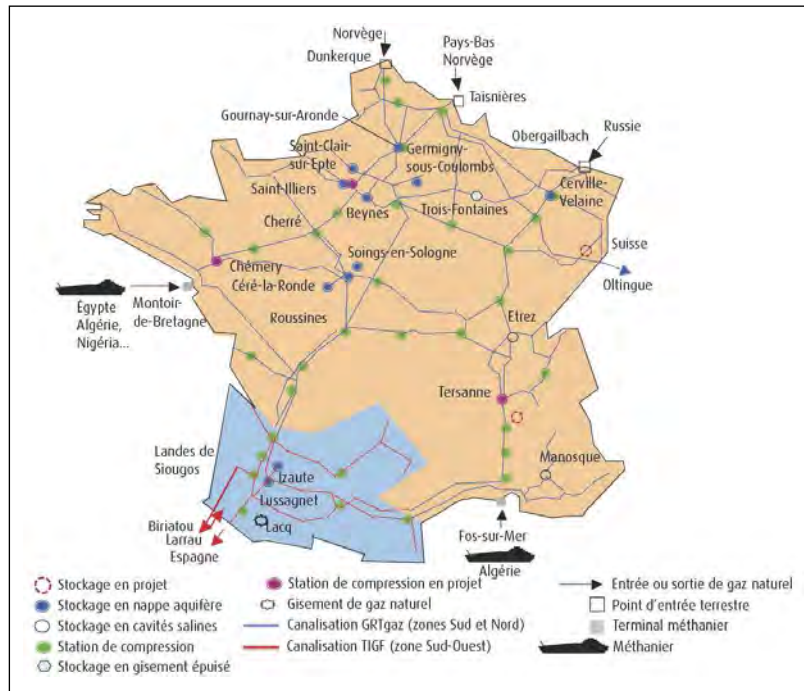 Norvège
Dunkerque
Pays-Bas
Norvège
Taisnières
Gournay-sur-Aronde
Obergailbach
Russie
Saint-Clair
sur-Epte
Germigny-
sous-Coulombs
Saint-Illiers
Beynes
Trois-Fontaines
Cerville-
Velaine
Cherré
Soings-en-Sologne
Suisse
Chémery
Céré-la-Ronde
Oltingue
Égypte
Algérie,
Nigéria...
Montoir-
de-Bretagne
Roussines
Etrez
Tersanne
Landes de
Siougos
Izaute
Manosque
Lussagnet
Biriatou
Larrau
Espagne
Lacq
Fos-sur-Mer
Algérie
Stockage en projet
Stockage en nappe aquifère
Stockage en cavités salines
Station de compression
Stockage en gisement épuisé
Station de compression en projet
Gisement de gaz naturel
Canalisation GRTgaz (zones Sud et Nord)
Canalisation TIGF (zone Sud-Ouest)
Entrée ou sortie de gaz naturel
Point d'entrée terrestre
Terminal méthanier
Méthanier